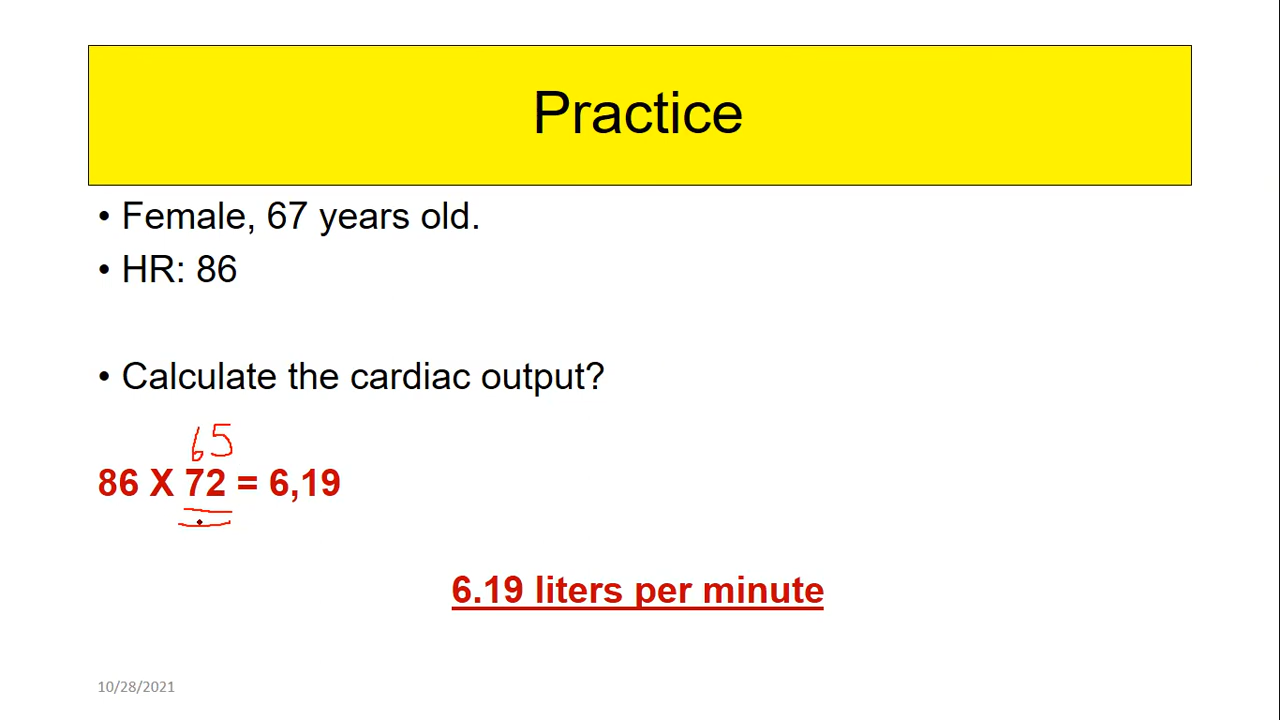 Practice
• Female, 67 years old.
• HR: 86
• Calculate the cardiac output?
65
86 X 72 = 6,19
6.19 liters per minute
10/28/2021